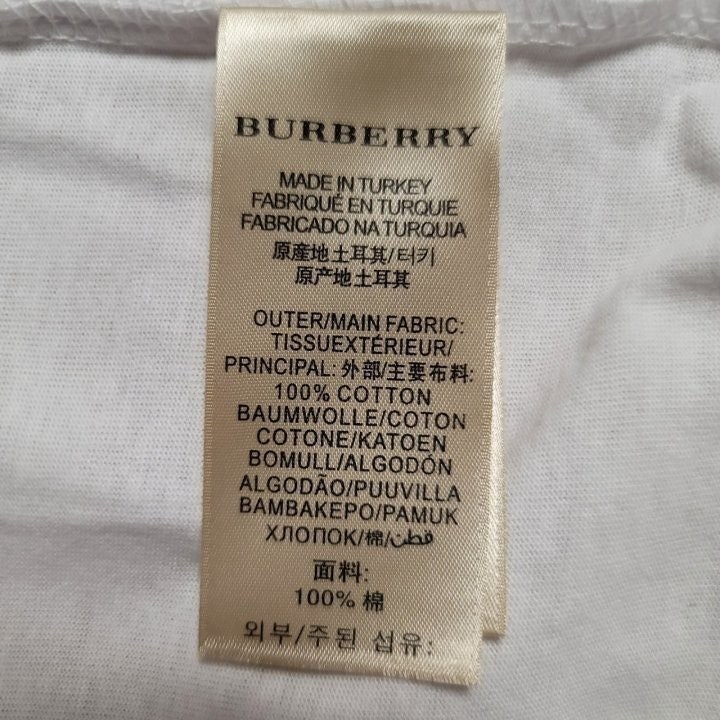 BURBERRY
MADE IN TURKEY
FABRIQUÉ EN TURQUIE
FABRICADO NA TURQUIA
原産地土耳其/터키
原产地土耳其
OUTER/MAIN FABRIC:
TISSUEXTÉRIEUR/
PRINCIPAL: 外部/主要布料:
100% COTTON
BAUMWOLLE/COTON
COTONE/KATOEN
BOMULL/ALGODÓN
ALGODÃO/PUUVILLA
BAMBAKEPO/PAMUK
ХЛОПОК/棉/قطن
面料:
100% 棉
외부/주된 섬유: